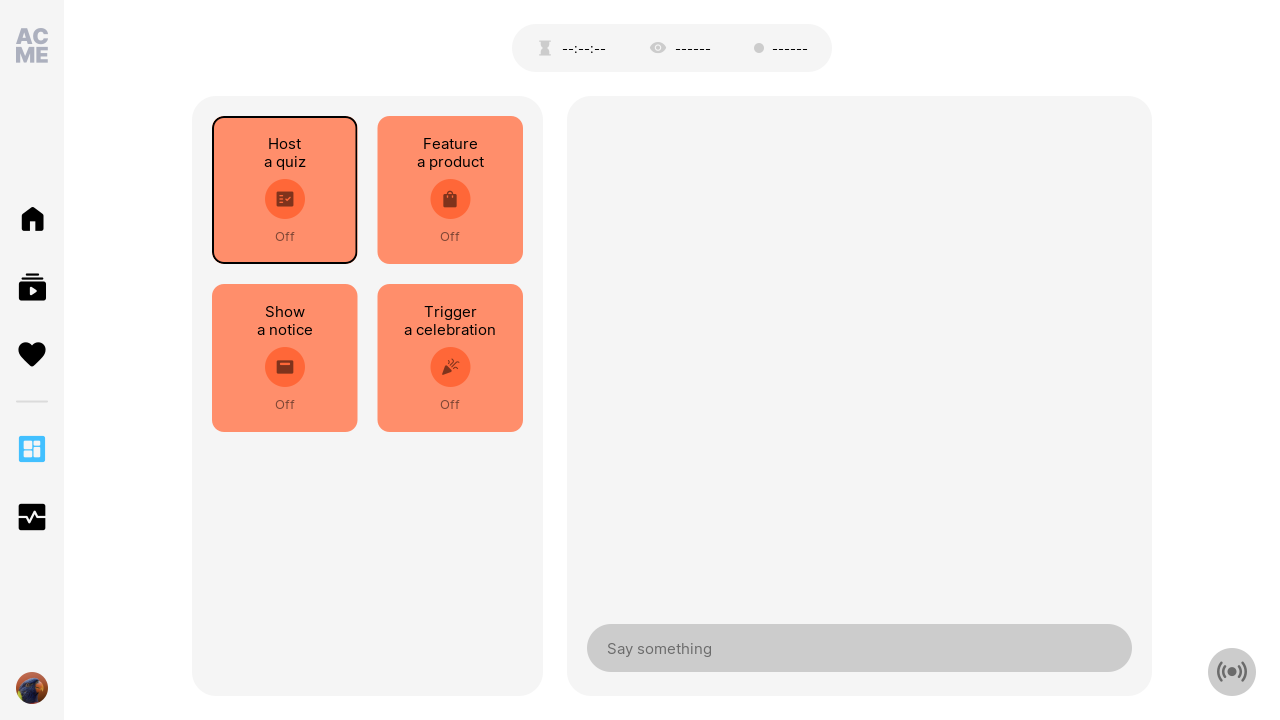 AC
ME
--:--:--
------
------
Host
a quiz
Off
Feature
a product
Off
Show
a notice
Off
Trigger
a celebration
Off
Say something